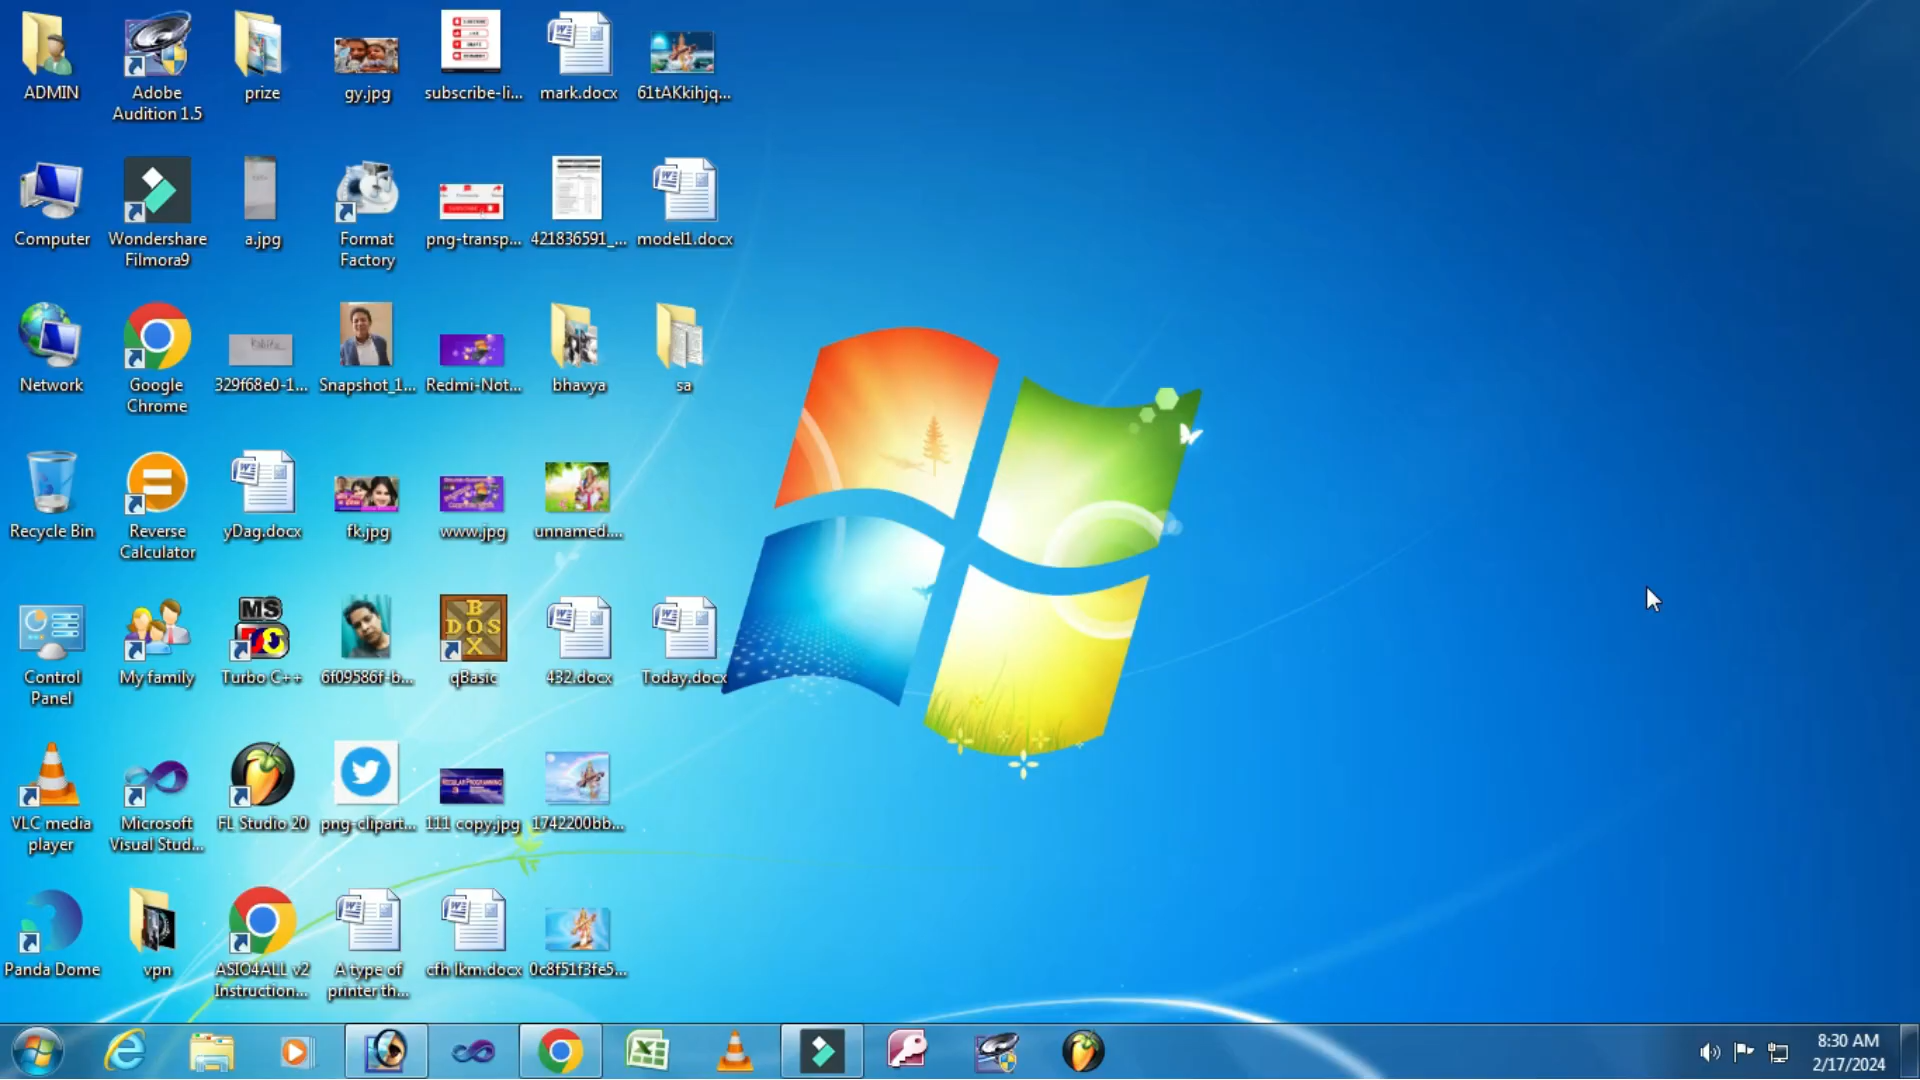 ADMIN
Adobe
Audition 1.5
prize
gy.jpg
subscribe-li...
mark.docx
61tAKkihjq...
Computer
Wondershare
Filmora9
a.jpg
Format
Factory
png-transp...
421836591_...
model1.docx
Network
Google
Chrome
329f68e0-1...
Snapshot_1...
Redmi-Not...
bhavya
sa
Recycle Bin
Reverse
Calculator
yDag.docx
fk.jpg
www.jpg
unnamed....
MS
BOX
DOS
Control
Panel
My family
Turbo C++
6f09586f-b...
qBasic
432.docx
Today.docx
VLC media
player
Microsoft
Visual Stud...
FL Studio 20
png-clipart...
111 copy.jpg
1742200bb...
Panda Dome
vpn
ASIO4ALL v2
Instruction...
A type of
printer th...
cfh lkm.docx
0c8f51f3fe5...
8:30 AM
2/17/2024